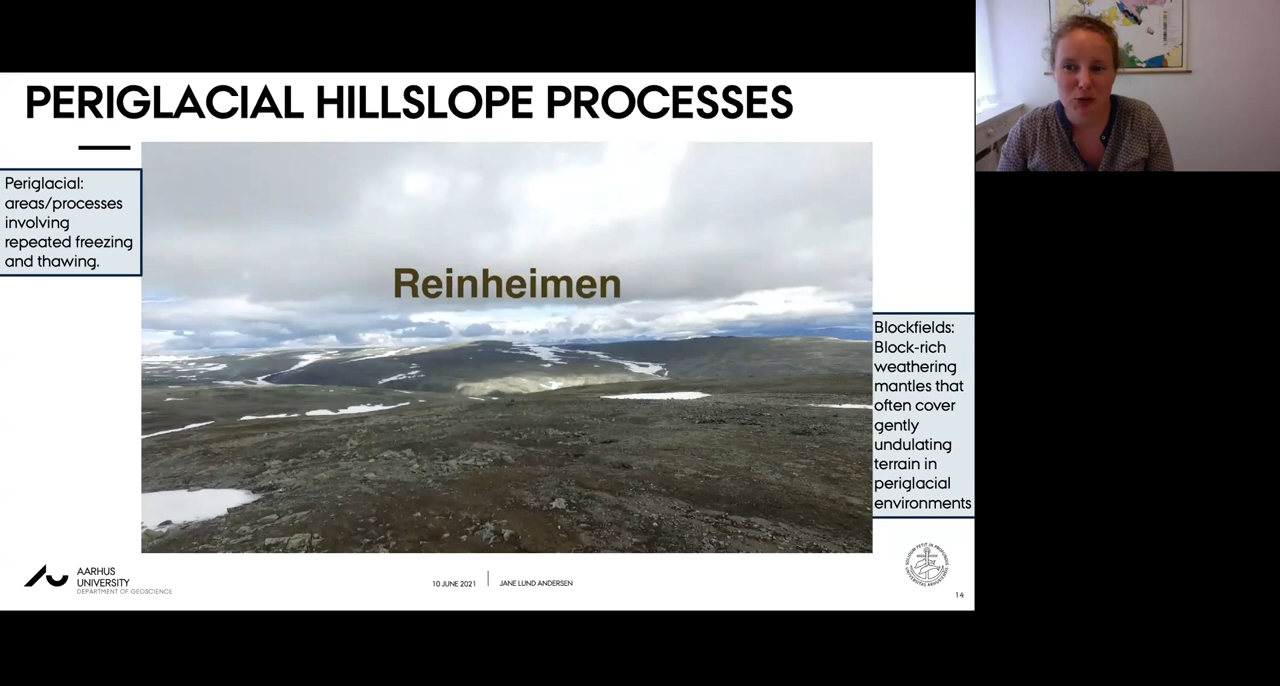 PERIGLACIAL HILLSLOPE PROCESSES
Periglacial:
areas/processes
involving
repeated freezing
and thawing.
Reinheimen
Blockfields:
Block-rich
weathering
mantles that
often cover
gently
undulating
terrain in
periglacial
environments
AARHUS
UNIVERSITY
DEPARTMENT OF GEOSCIENCE
10 JUNE 2021
JANE LUND ANDERSEN
14